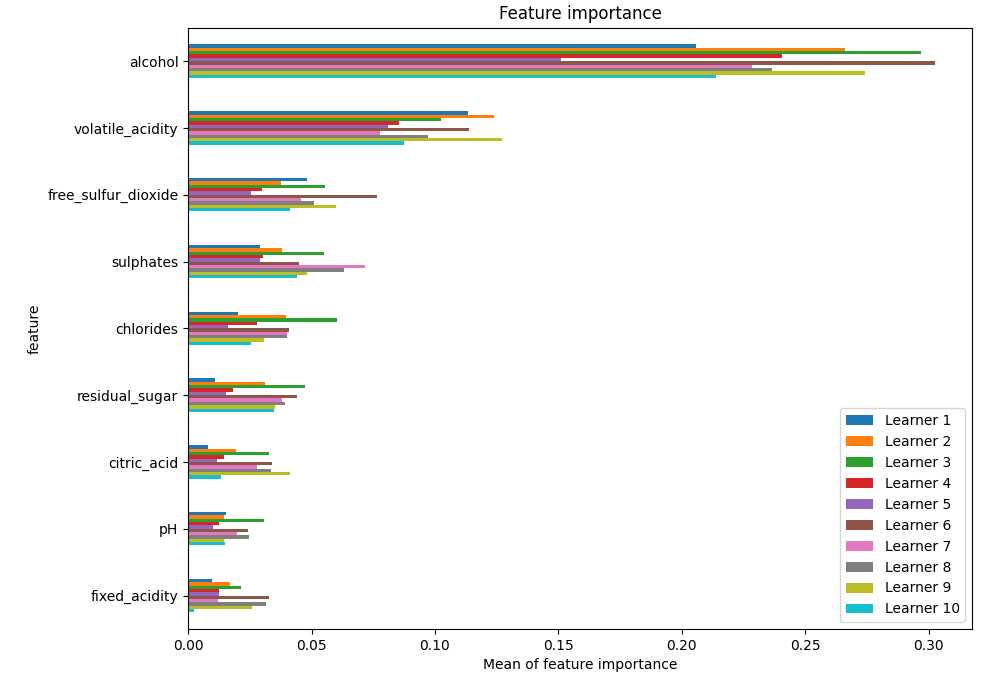 Feature importance
alcohol
volatile_acidity
free_sulfur_dioxide
sulphates
chlorides
residual_sugar
citric_acid
pH
fixed_acidity
feature
Learner 1
Learner 2
Learner 3
Learner 4
Learner 5
Learner 6
Learner 7
Learner 8
Learner 9
Learner 10
0.00 0.05 0.10 0.15 0.20 0.25 0.30
Mean of feature importance